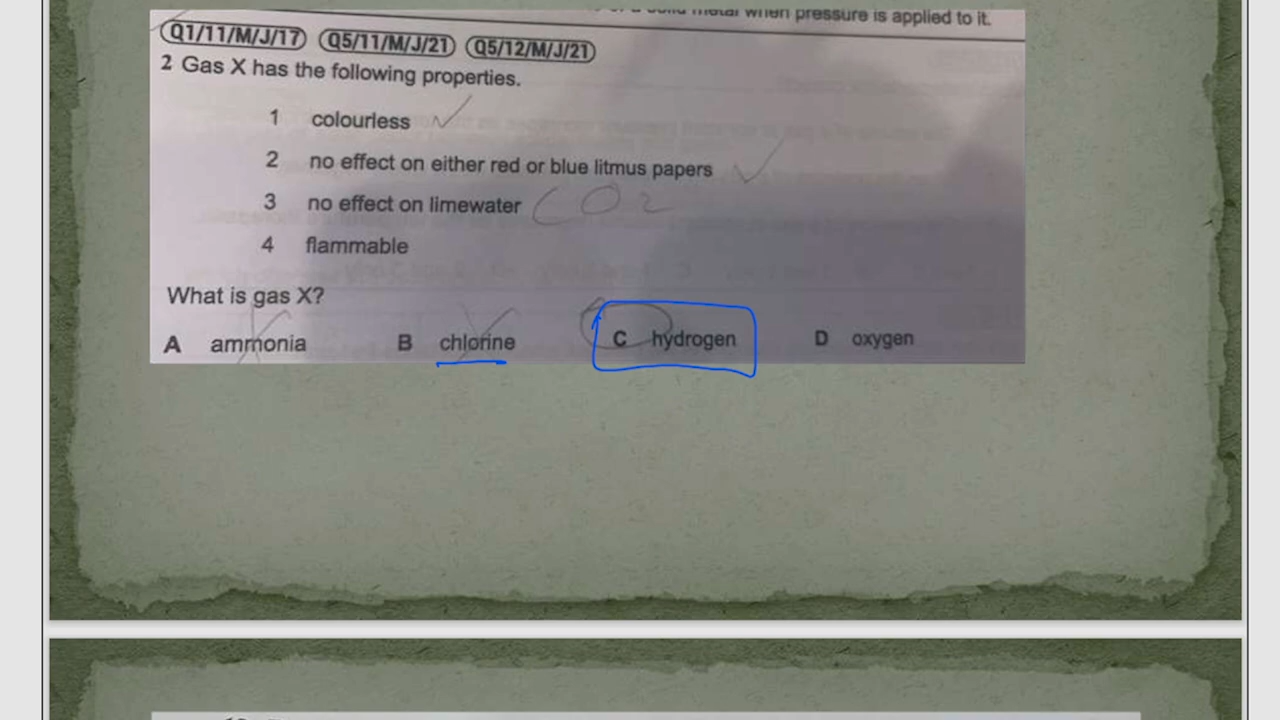 metal when pressure is applied to it.
Q1/11/M/J/17 Q5/11/M/J/21 Q5/12/M/J/21
2 Gas X has the following properties.
1 colourless
2 no effect on either red or blue litmus papers
3 no effect on limewater CO2
4 flammable
What is gas X?
A ammonia B chlorine C hydrogen D oxygen